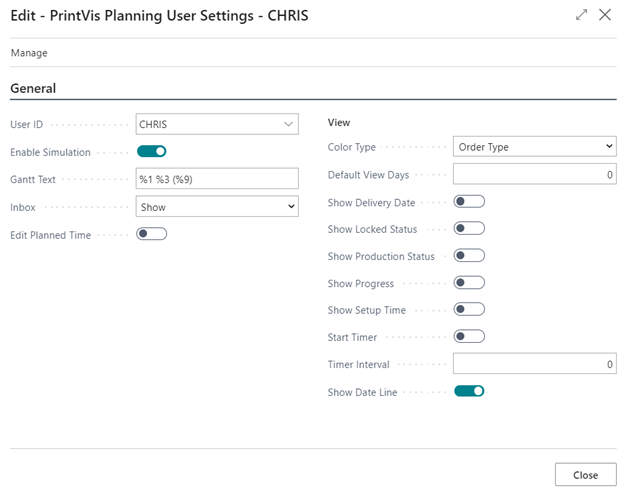 Edit - PrintVis Planning User Settings - CHRIS
Manage
General
User ID CHRIS
Enable Simulation
Gantt Text %1 %3 (%9)
Inbox Show
Edit Planned Time
View
Color Type Order Type
Default View Days 0
Show Delivery Date
Show Locked Status
Show Production Status
Show Progress
Show Setup Time
Start Timer
Timer Interval 0
Show Date Line
Close